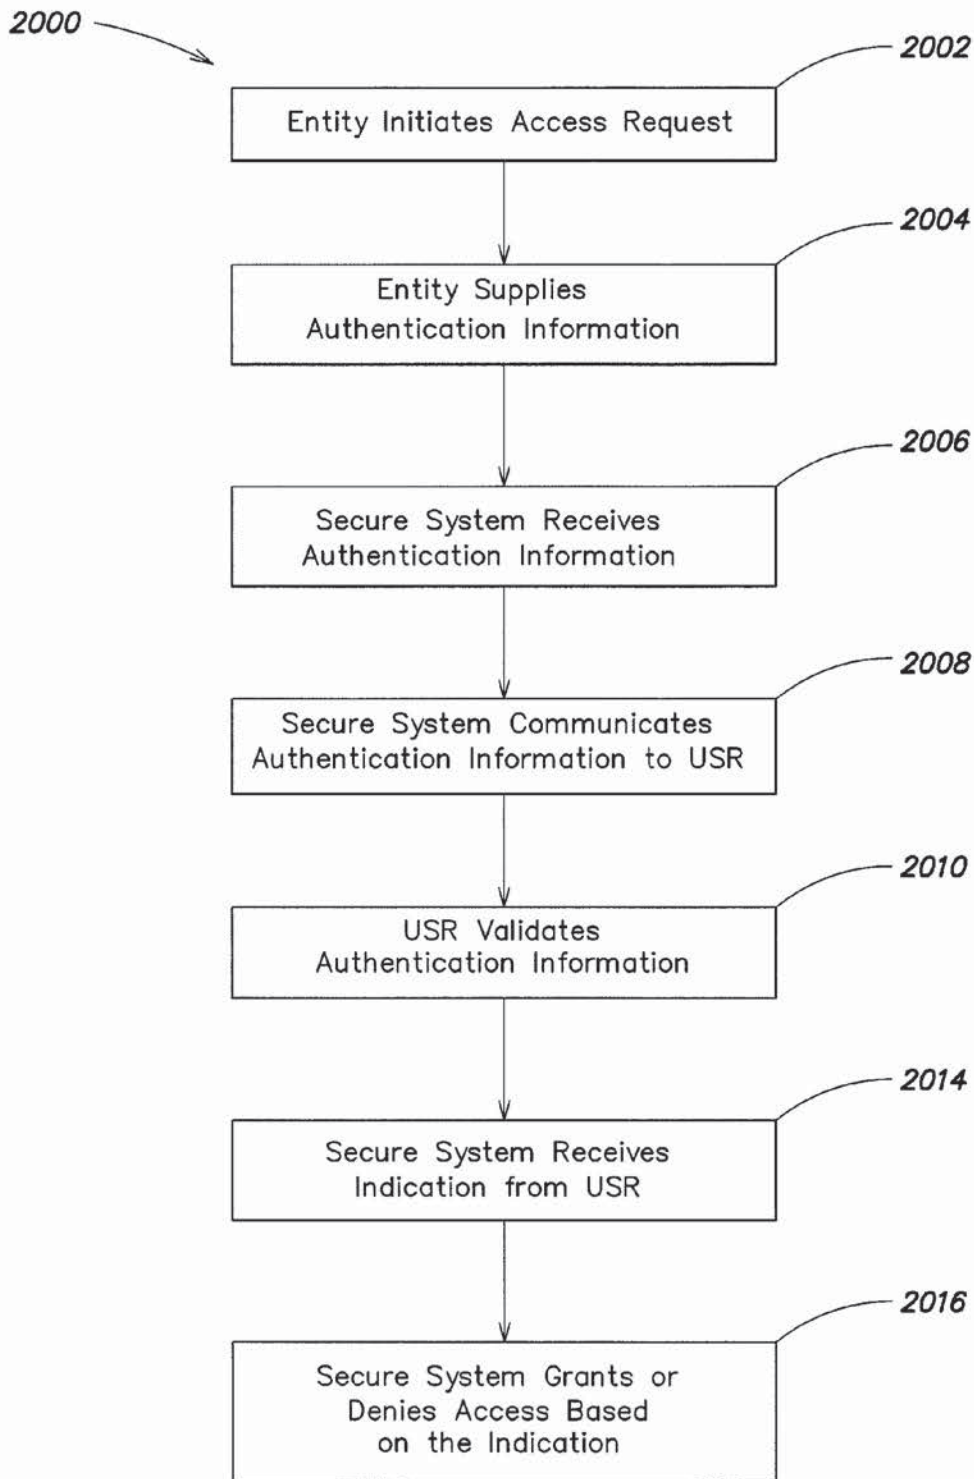 2000
2002
Entity Initiates Access Request
2004
Entity Supplies
Authentication Information
2006
Secure System Receives
Authentication Information
2008
Secure System Communicates
Authentication Information to USR
2010
USR Validates
Authentication Information
2014
Secure System Receives
Indication from USR
2016
Secure System Grants or
Denies Access Based
on the Indication